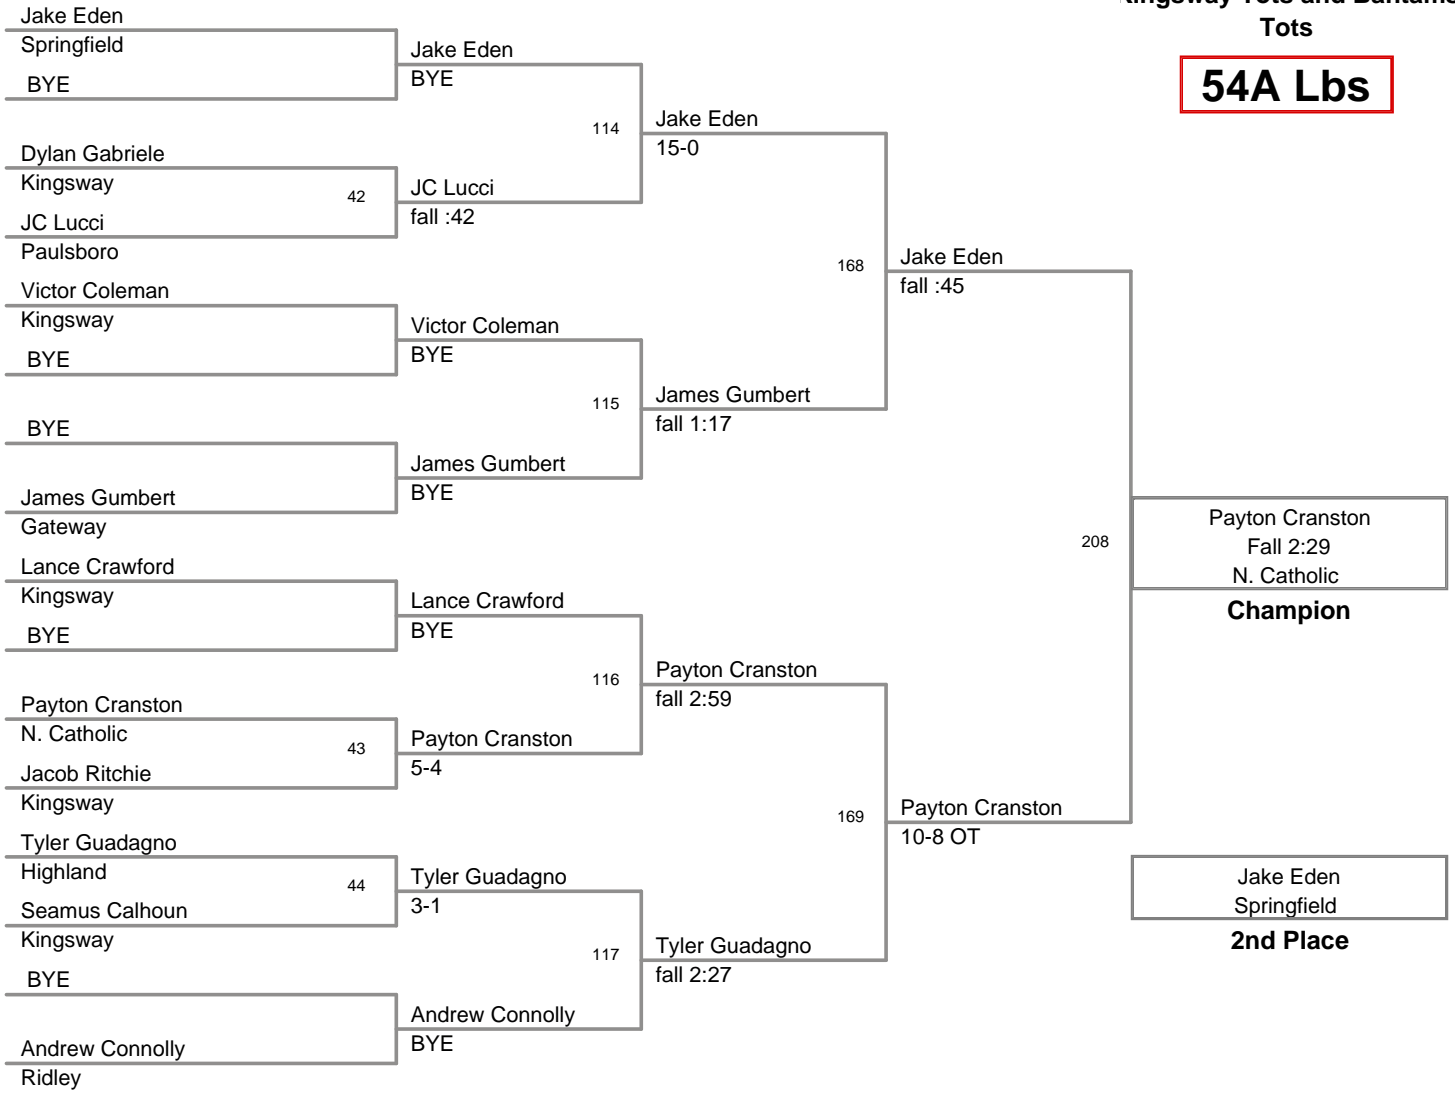 Kingsway Tots and Bantams
Tots
54A Lbs
Jake Eden
Springfield
BYE
Dylan Gabriele
Kingsway
42
JC Lucci
Paulsboro
Victor Coleman
Kingsway
BYE
BYE
James Gumbert
Gateway
Lance Crawford
Kingsway
BYE
Payton Cranston
N. Catholic
43
Jacob Ritchie
Kingsway
Tyler Guadagno
Highland
44
Seamus Calhoun
Kingsway
BYE
Andrew Connolly
Ridley
Jake Eden
BYE
114
JC Lucci
fall :42
Victor Coleman
BYE
115
James Gumbert
BYE
Lance Crawford
BYE
116
Payton Cranston
5-4
Tyler Guadagno
3-1
117
Andrew Connolly
BYE
Jake Eden
15-0
168
James Gumbert
fall 1:17
Payton Cranston
fall 2:59
169
Tyler Guadagno
fall 2:27
Jake Eden
fall :45
208
Payton Cranston
10-8 OT
Payton Cranston
Fall 2:29
N. Catholic
Champion
Jake Eden
Springfield
2nd Place